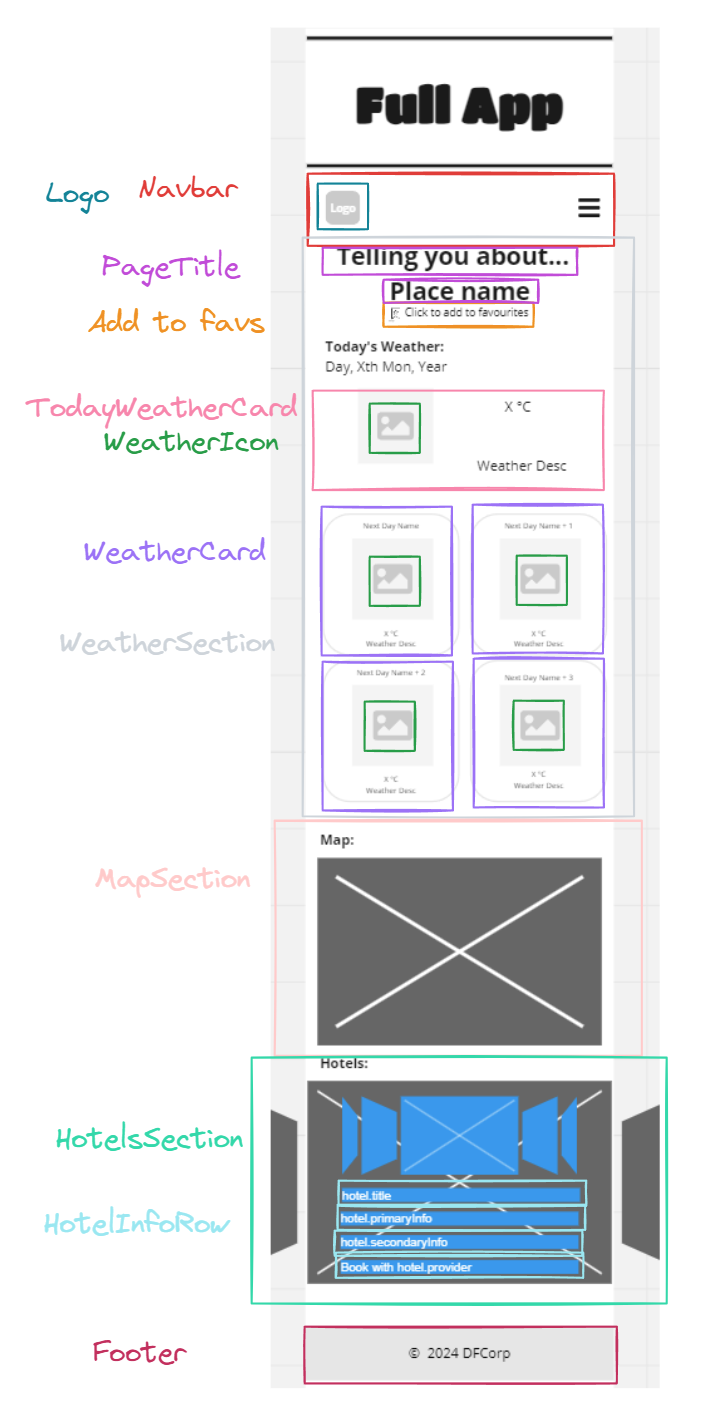 Full App
Logo
Navbar
Logo
PageTitle
Telling you about...
Place name
Add to favs
Click to add to favourites
Today's Weather:
Day, Xth Mon, Year
TodayWeatherCard
X °C
WeatherIcon
Weather Desc
WeatherCard
Next Day Name
Next Day Name + 1
X °C
X °C
Weather Desc
Weather Desc
WeatherSection
Next Day Name + 2
Next Day Name + 3
X °C
X °C
Weather Desc
Weather Desc
Map:
MapSection
Hotels:
HotelsSection
hotel.title
HotelInfoRow
hotel.primaryInfo
hotel.secondaryInfo
Book with hotel.provider
Footer
© 2024 DFCorp